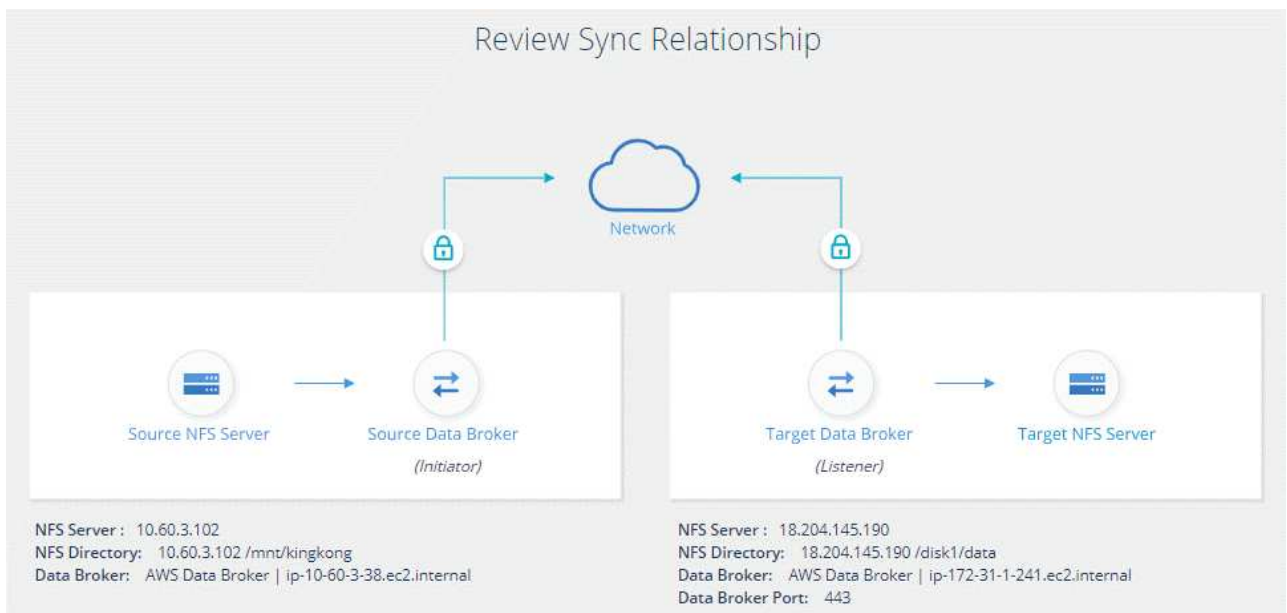 Review Sync Relationship
Network
Source NFS Server
Source Data Broker
(Initiator)
Target Data Broker
(Listener)
Target NFS Server
NFS Server : 10.60.3.102
NFS Directory: 10.60.3.102 /mnt/kingkong
Data Broker: AWS Data Broker | ip-10-60-3-38.ec2.internal
NFS Server : 18.204.145.190
NFS Directory: 18.204.145.190 /disk1/data
Data Broker: AWS Data Broker | ip-172-31-1-241.ec2.internal
Data Broker Port: 443